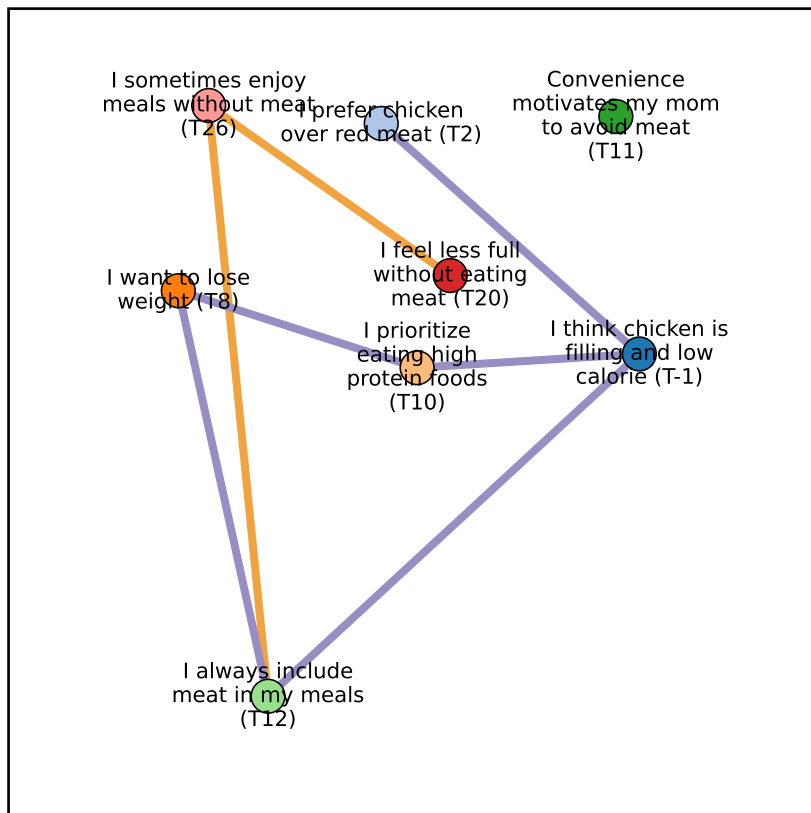 I sometimes enjoy
meals without meat
(T26)
I prefer chicken
over red meat (T2)
Convenience
motivates my mom
to avoid meat
(T11)
I feel less full
without eating
meat (T20)
I want to lose
weight (T8)
I prioritize
eating high
protein foods
(T10)
I think chicken is
filling and low
calorie (T-1)
I always include
meat in my meals
(T12)